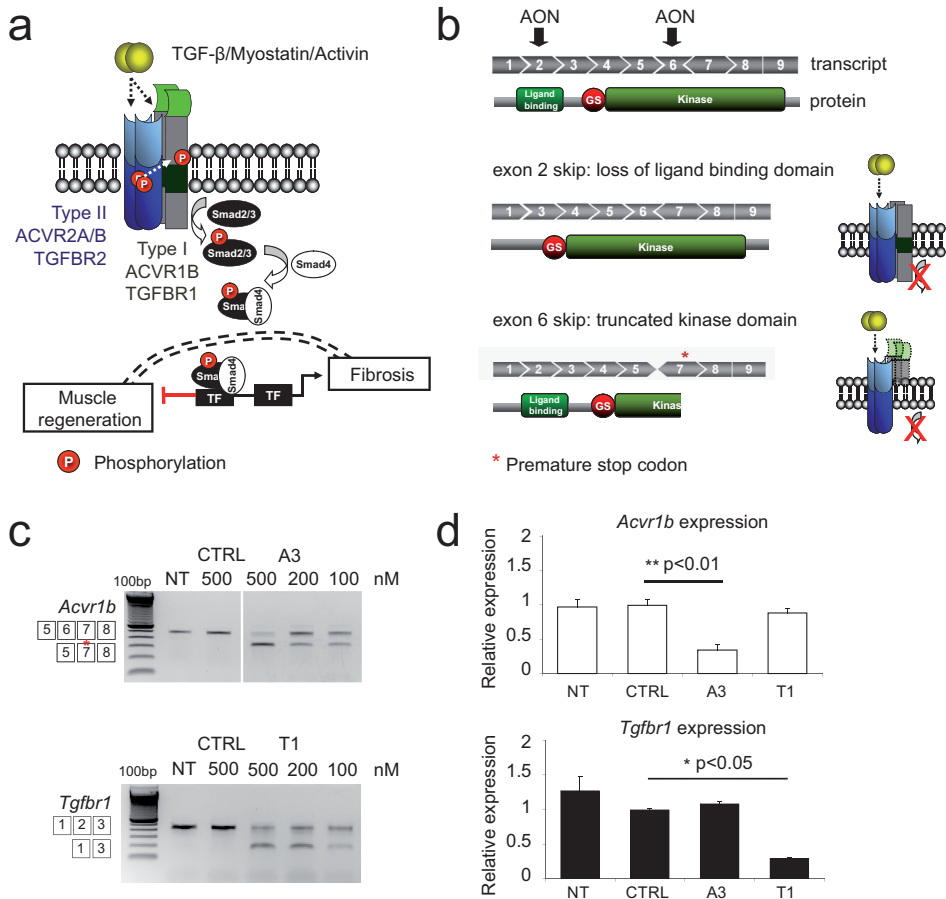 a
TGF-β/Myostatin/Activin
P
P
P
Type II
ACVR2A/B
TGFBR2
Type I
ACVR1B
TGFBR1
Smad2/3
P
Smad2/3
Smad4
P
Sma
Smad4
P
Sma
Smad4
TF
TF
Muscle
regeneration
Fibrosis
P Phosphorylation
b
AON AON
1 2 3 4 5 6 7 8 9 transcript
Ligand
binding
GS
Kinase
protein
exon 2 skip: loss of ligand binding domain
1 3 4 5 6 7 8 9
GS
Kinase
X
exon 6 skip: truncated kinase domain
*
1 2 3 4 5 7 8 9
Ligand
binding
GS
Kinas
X
* Premature stop codon
c
CTRL A3
100bp NT 500 500 200 100 nM
Acvr1b
5 6 7 8
*
5 7 8
CTRL T1
100bp NT 500 500 200 100 nM
Tgfbr1
1 2 3
1 3
d
Acvr1b expression
Relative expression
2
1.5
1
0.5
0
** p<0.01
NT CTRL A3 T1
Tgfbr1 expression
Relative expression
2
1.5
1
0.5
0
* p<0.05
NT CTRL A3 T1